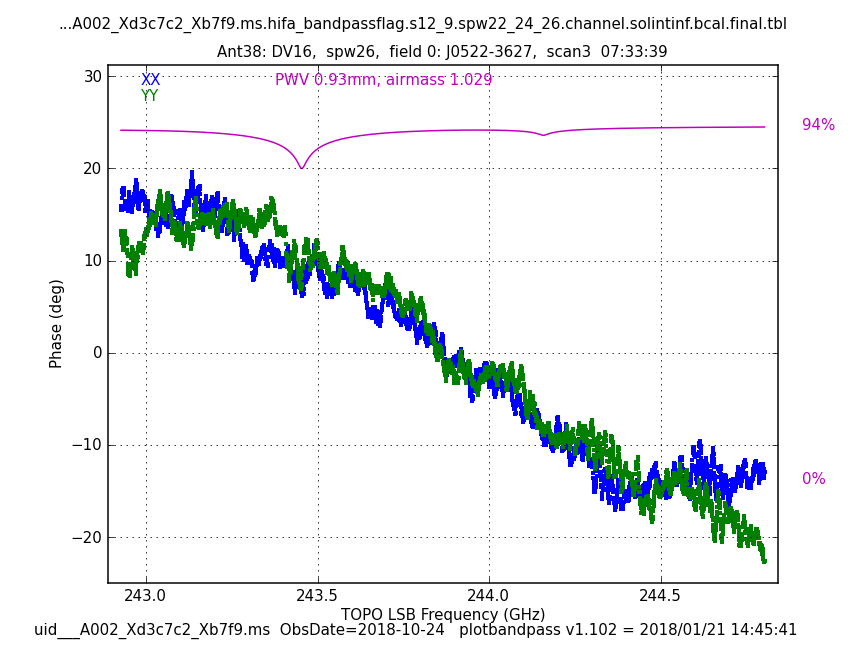 ...A002_Xd3c7c2_Xb7f9.ms.hifa_bandpassflag.s12_9.spw22_24_26.channel.solintinf.bcal.final.tbl
Ant38: DV16, spw26, field 0: J0522-3627, scan3 07:33:39
XX
YY
PWV 0.93mm, airmass 1.029
94%
0%
30
20
10
0
−10
−20
Phase (deg)
243.0 243.5 244.0 244.5
TOPO LSB Frequency (GHz)
uid___A002_Xd3c7c2_Xb7f9.ms ObsDate=2018-10-24 plotbandpass v1.102 = 2018/01/21 14:45:41